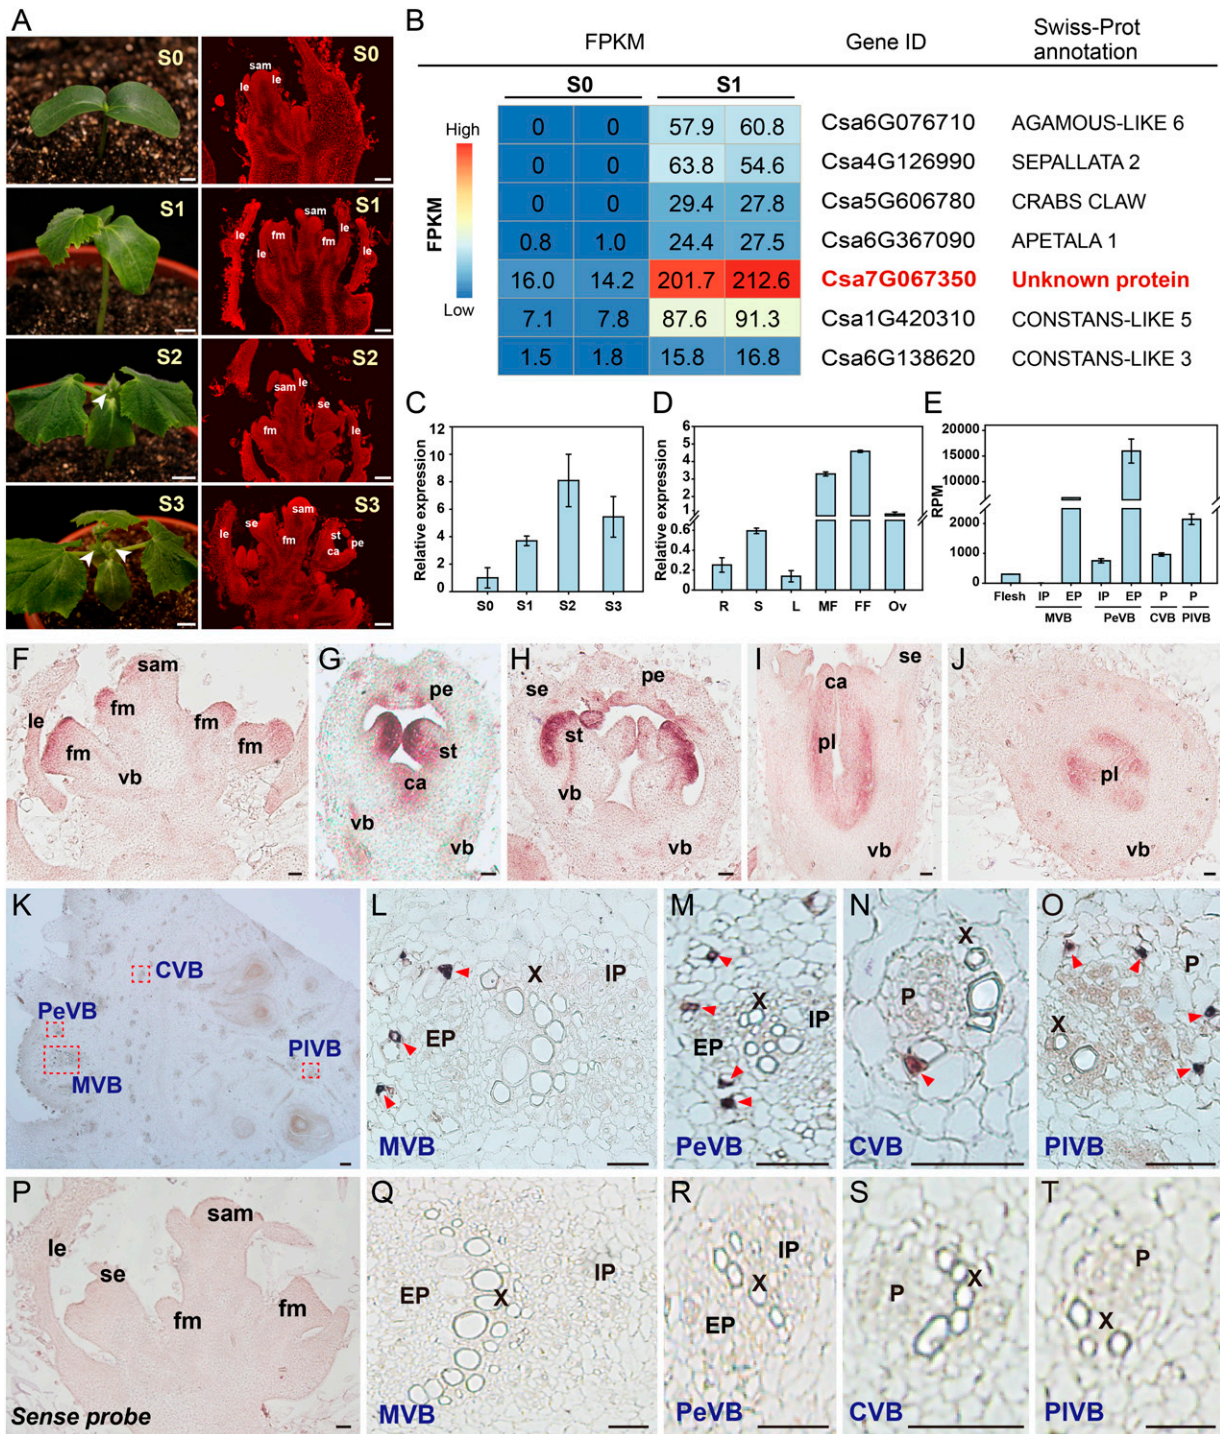 A
S0
S0
sam
le
le
S1
S1
sam
le
fm
fm
le
le
le
S2
S2
sam
le
se
fm
le
S3
S3
sam
se
le
st
pe
fm
ca
B
FPKM
Gene ID
Swiss-Prot
annotation
S0
S1
High
FPKM
Low
0 0 57.9 60.8 Csa6G076710 AGAMOUS-LIKE 6
0 0 63.8 54.6 Csa4G126990 SEPALLATA 2
0 0 29.4 27.8 Csa5G606780 CRABS CLAW
0.8 1.0 24.4 27.5 Csa6G367090 APETALA 1
16.0 14.2 201.7 212.6 Csa7G067350 Unknown protein
7.1 7.8 87.6 91.3 Csa1G420310 CONSTANS-LIKE 5
1.5 1.8 15.8 16.8 Csa6G138620 CONSTANS-LIKE 3
C
Relative expression
12
10
8
6
4
2
0
S0 S1 S2 S3
D
Relative expression
6
5
4
3
2
1
0.6
0.4
0.2
0
R S L MF FF Ov
E
RPM
20000
15000
10000
2000
1000
0
Flesh IP EP IP EP P P
MVB PeVB CVB PlVB
F
sam
fm
le
fm
fm
fm
vb
G
pe
st
ca
vb
vb
H
se
pe
st
vb
vb
I
se
ca
pl
vb
J
pl
vb
K
CVB
PeVB
PlVB
MVB
L
X
IP
EP
MVB
M
X
IP
EP
PeVB
N
X
P
CVB
O
P
X
PlVB
P
sam
le
se
fm
fm
Sense probe
Q
EP
X
IP
MVB
R
IP
X
EP
PeVB
S
X
P
CVB
T
P
X
PlVB